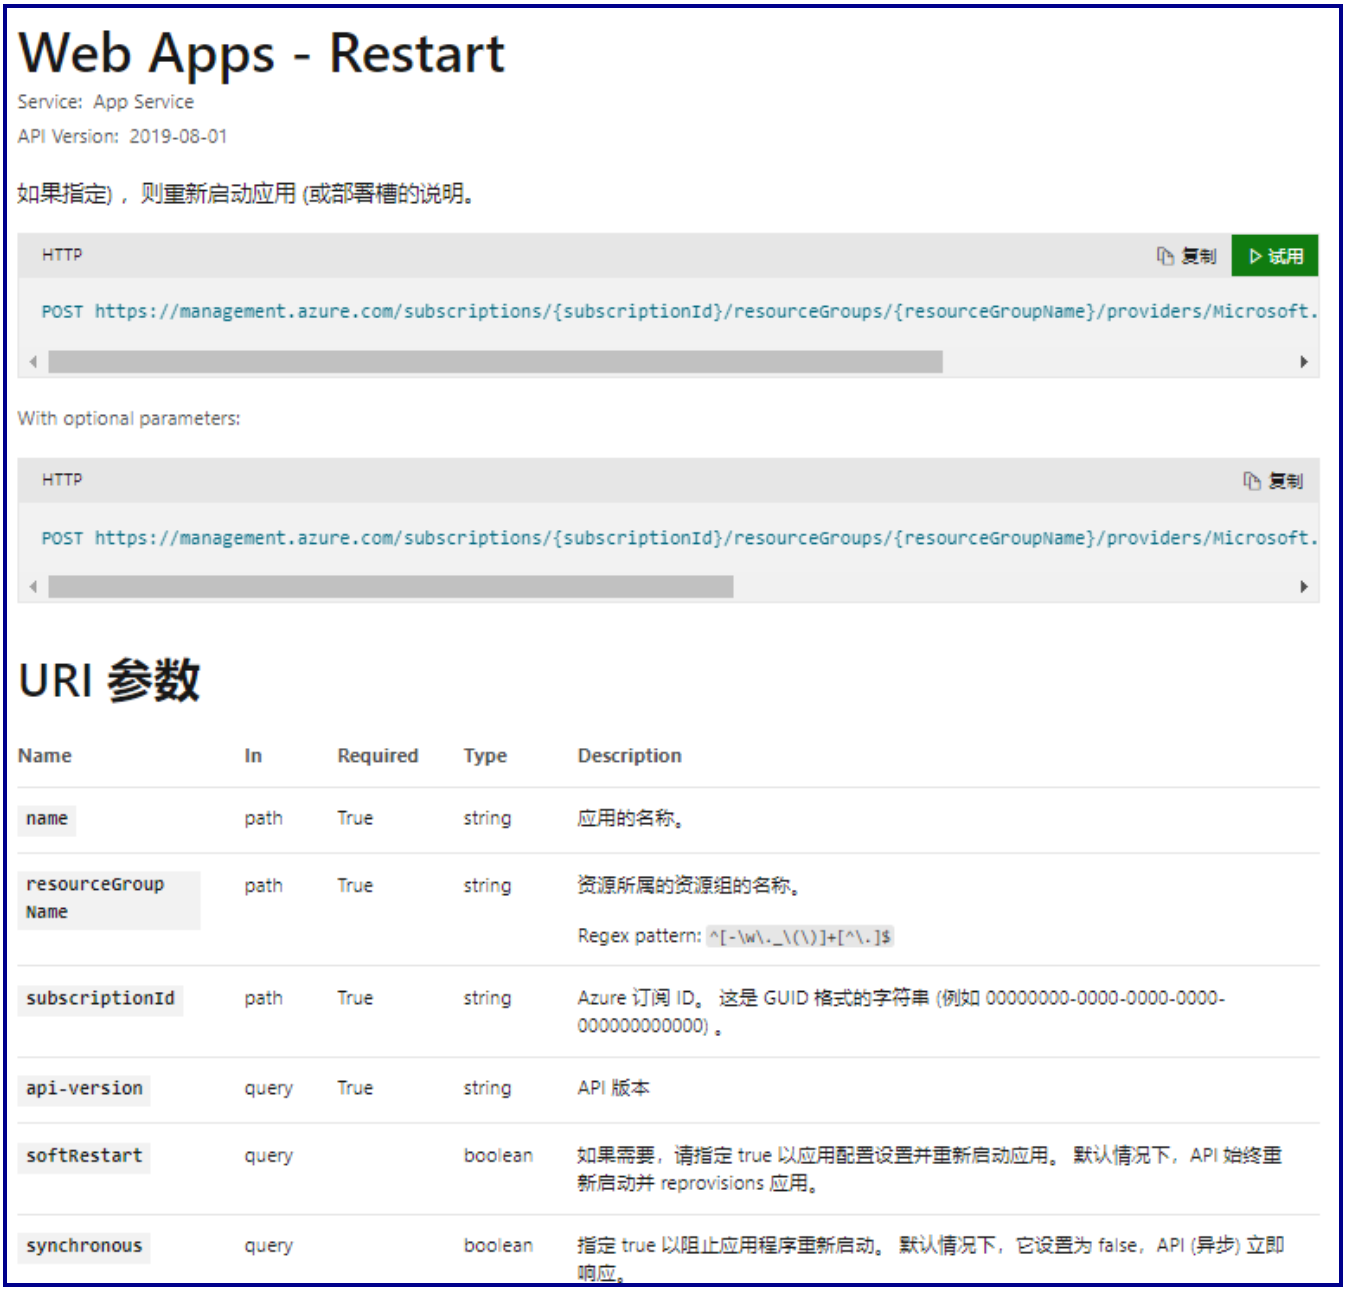 Web Apps - Restart
Service: App Service
API Version: 2019-08-01
如果指定) ，则重新启动应用 (或部署槽的说明。
HTTP 复制 试用
POST https://management.azure.com/subscriptions/{subscriptionId}/resourceGroups/{resourceGroupName}/providers/Microsoft.
With optional parameters:
HTTP 复制
POST https://management.azure.com/subscriptions/{subscriptionId}/resourceGroups/{resourceGroupName}/providers/Microsoft.
URI 参数
Name In Required Type Description
name path True string 应用的名称。
resourceGroup path True string 资源所属的资源组的名称。
Name
Regex pattern: ^[-\w\._\(\)]+[^\.]$
subscriptionId path True string Azure 订阅 ID。 这是 GUID 格式的字符串 (例如 00000000-0000-0000-0000-
000000000000) 。
api-version query True string API 版本
softRestart query boolean 如果需要，请指定 true 以应用配置设置并重新启动应用。 默认情况下，API 始终重
新启动并 reprovisions 应用。
synchronous query boolean 指定 true 以阻止应用程序重新启动。 默认情况下，它设置为 false，API (异步) 立即
响应。